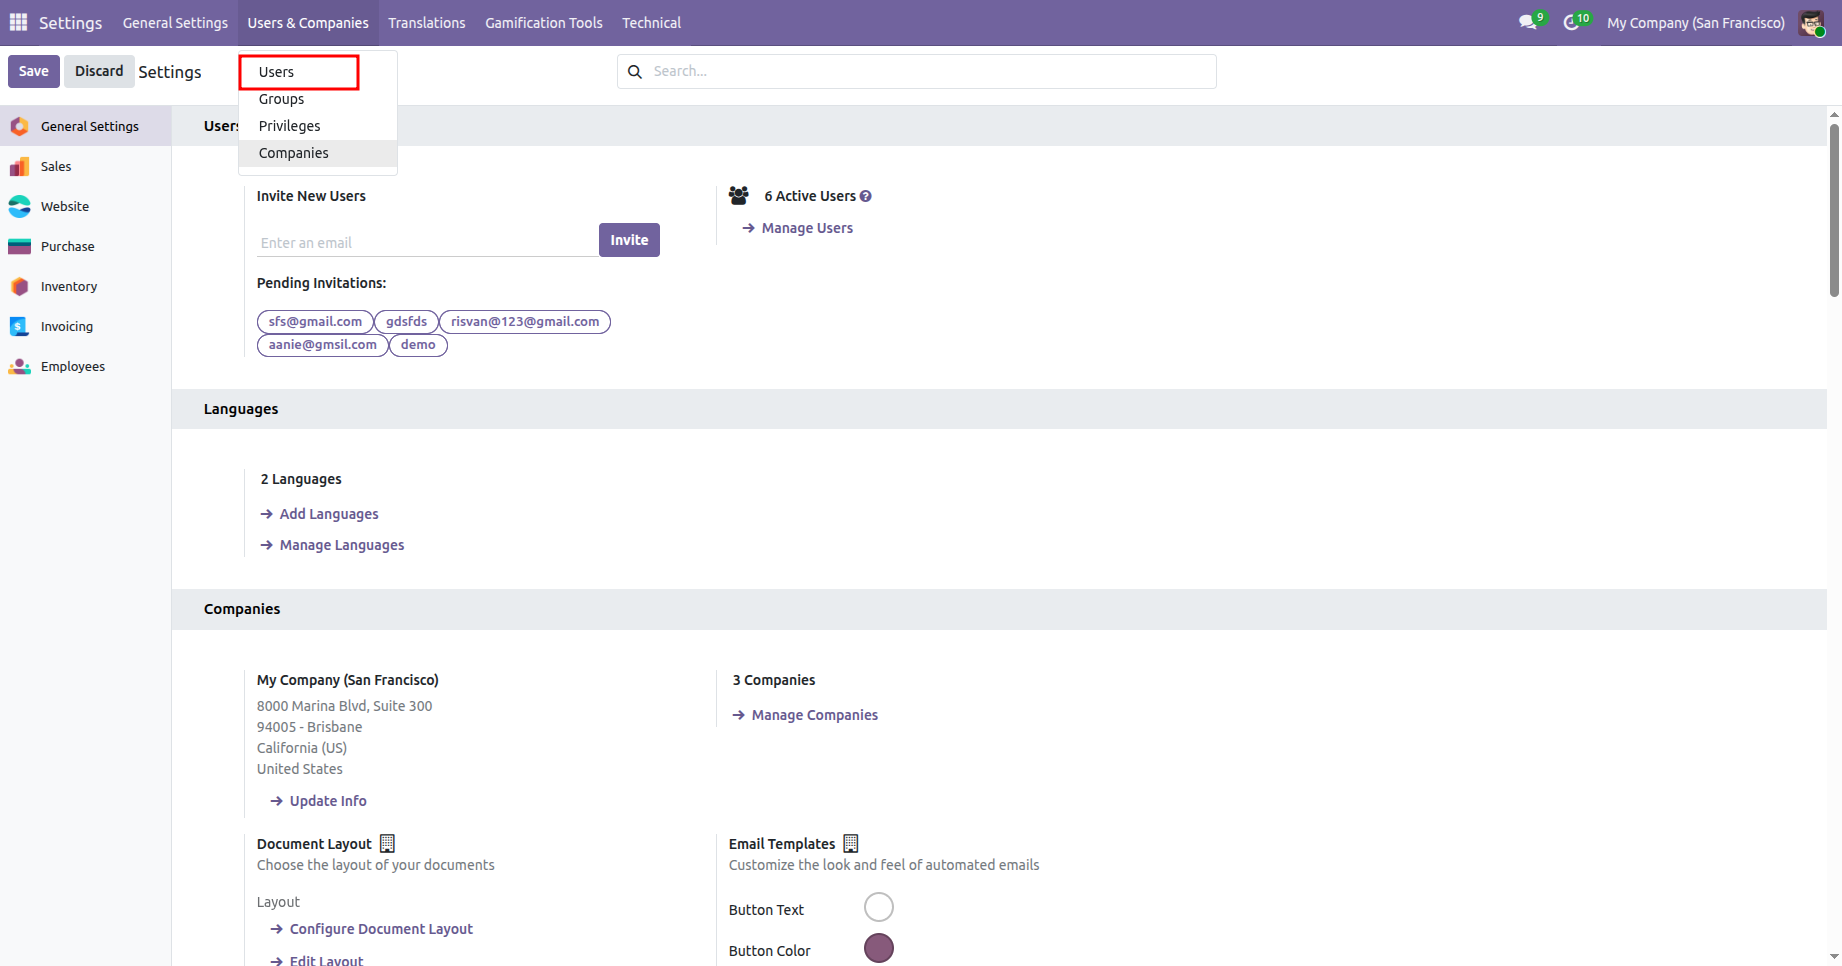 Settings General Settings Users & Companies Translations Gamification Tools Technical 9 10 My Company (San Francisco)
Save Discard Settings Search...
Users
Groups
Privileges
Companies
General Settings
Sales
Website
Purchase
Inventory
Invoicing
Employees
Users
Invite New Users
Enter an email Invite
Pending Invitations:
sfs@gmail.com gdsfds risvan@123@gmail.com
aanie@gmsil.com demo
6 Active Users ?
→ Manage Users
Languages
2 Languages
→ Add Languages
→ Manage Languages
Companies
My Company (San Francisco)
8000 Marina Blvd, Suite 300
94005 - Brisbane
California (US)
United States
→ Update Info
3 Companies
→ Manage Companies
Document Layout
Choose the layout of your documents
Layout
→ Configure Document Layout
→ Edit Layout
Email Templates
Customize the look and feel of automated emails
Button Text
Button Color